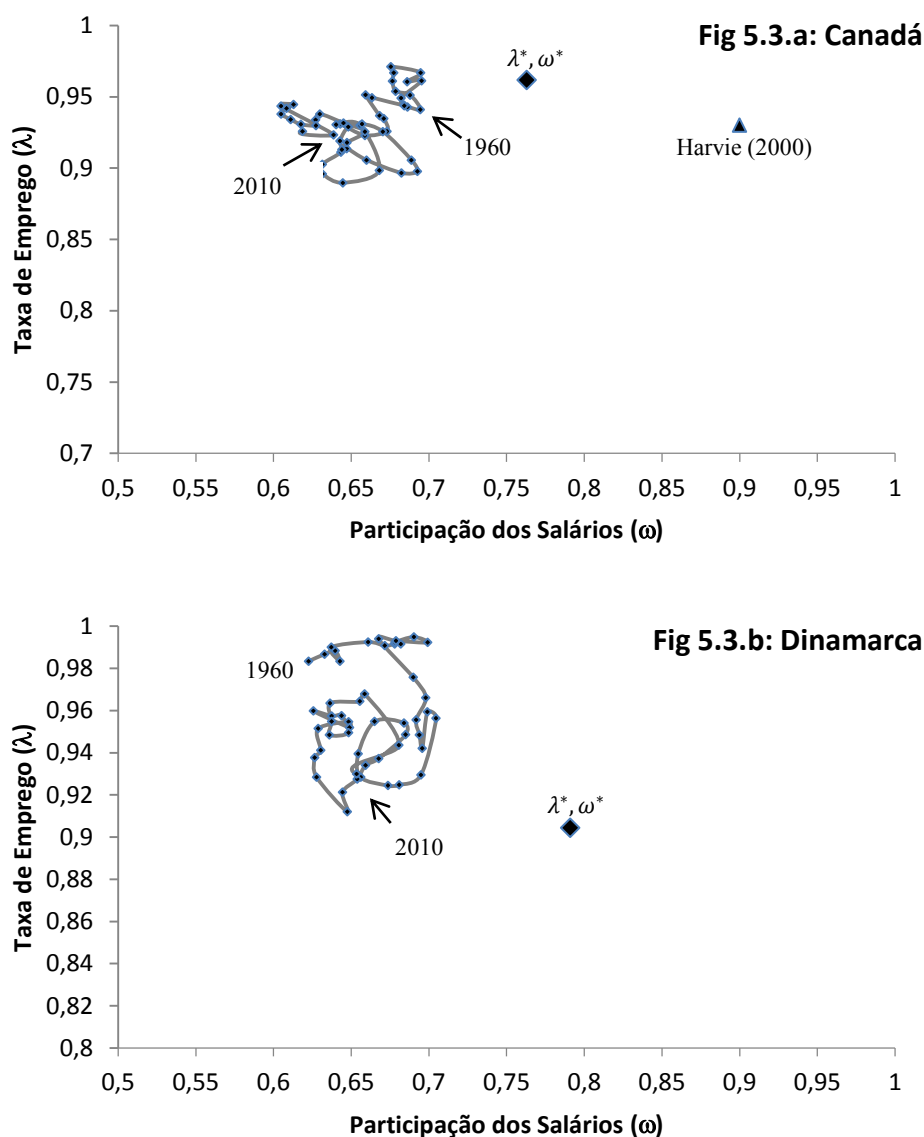 Fig 5.3.a: Canadá
Taxa de Emprego (λ)
1
0,95
0,9
0,85
0,8
0,75
0,7
λ*, ω*
1960
Harvie (2000)
2010
0,5 0,55 0,6 0,65 0,7 0,75 0,8 0,85 0,9 0,95 1
Participação dos Salários (ω)
Fig 5.3.b: Dinamarca
Taxa de Emprego (λ)
1
0,98
0,96
0,94
0,92
0,9
0,88
0,86
0,84
0,82
0,8
1960
λ*, ω*
2010
0,5 0,55 0,6 0,65 0,7 0,75 0,8 0,85 0,9 0,95 1
Participação dos Salários (ω)